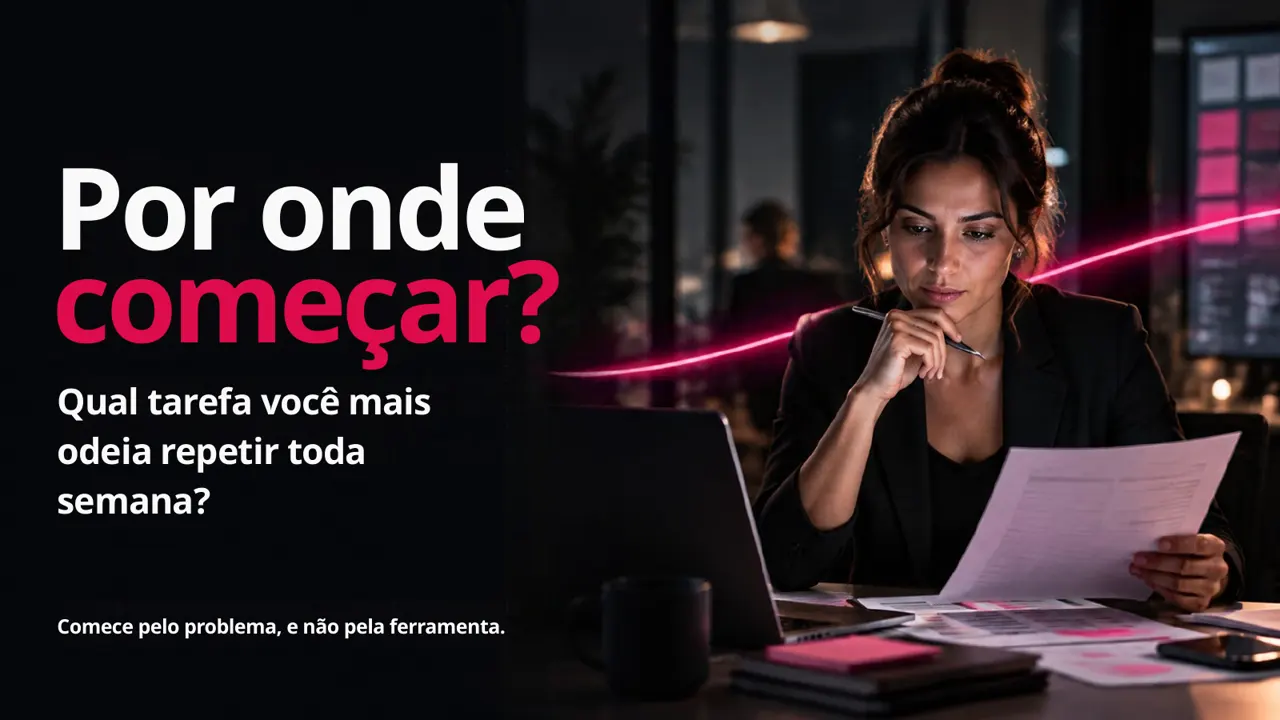 Por onde
começar?
Qual tarefa você mais
odeia repetir toda
semana?
Comece pelo problema, e não pela ferramenta.